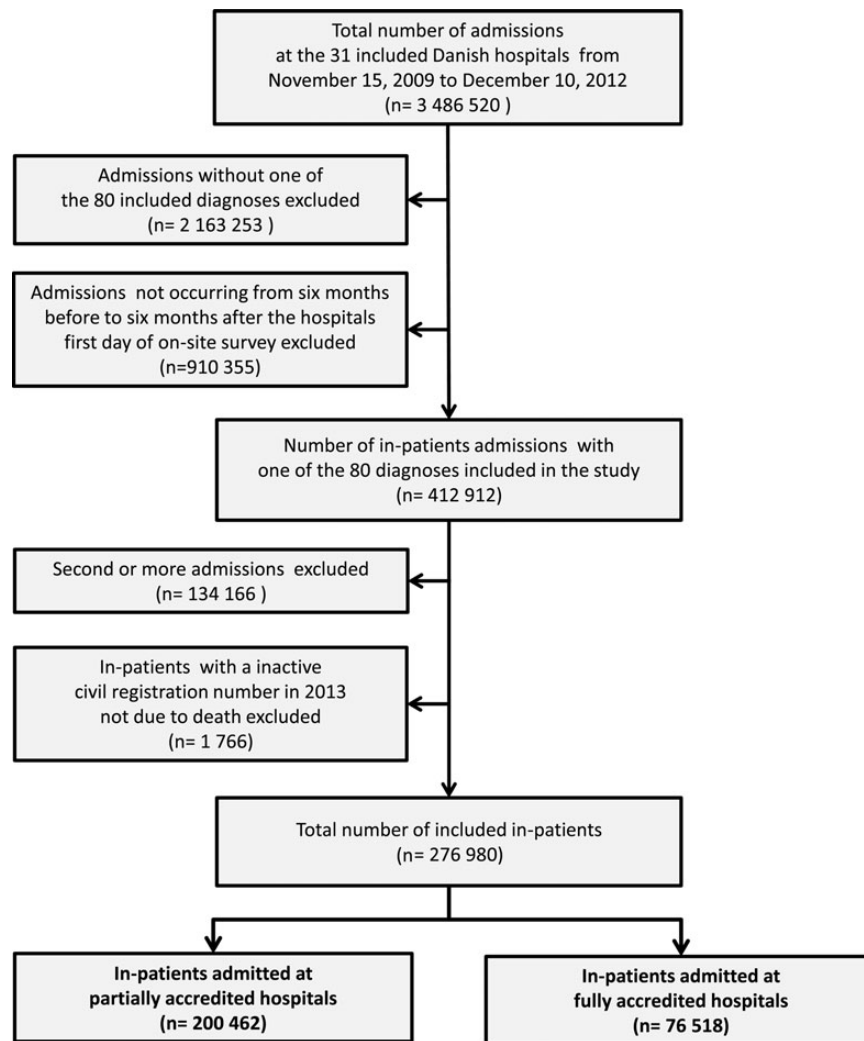 Total number of admissions
at the 31 included Danish hospitals from
November 15, 2009 to December 10, 2012
(n= 3 486 520 )
Admissions without one of
the 80 included diagnoses excluded
(n= 2 163 253 )
Admissions not occurring from six months
before to six months after the hospitals
first day of on-site survey excluded
(n=910 355)
Number of in-patients admissions with
one of the 80 diagnoses included in the study
(n= 412 912)
Second or more admissions excluded
(n= 134 166 )
In-patients with a inactive
civil registration number in 2013
not due to death excluded
(n= 1 766)
Total number of included in-patients
(n= 276 980)
In-patients admitted at
partially accredited hospitals
(n= 200 462)
In-patients admitted at
fully accredited hospitals
(n= 76 518)